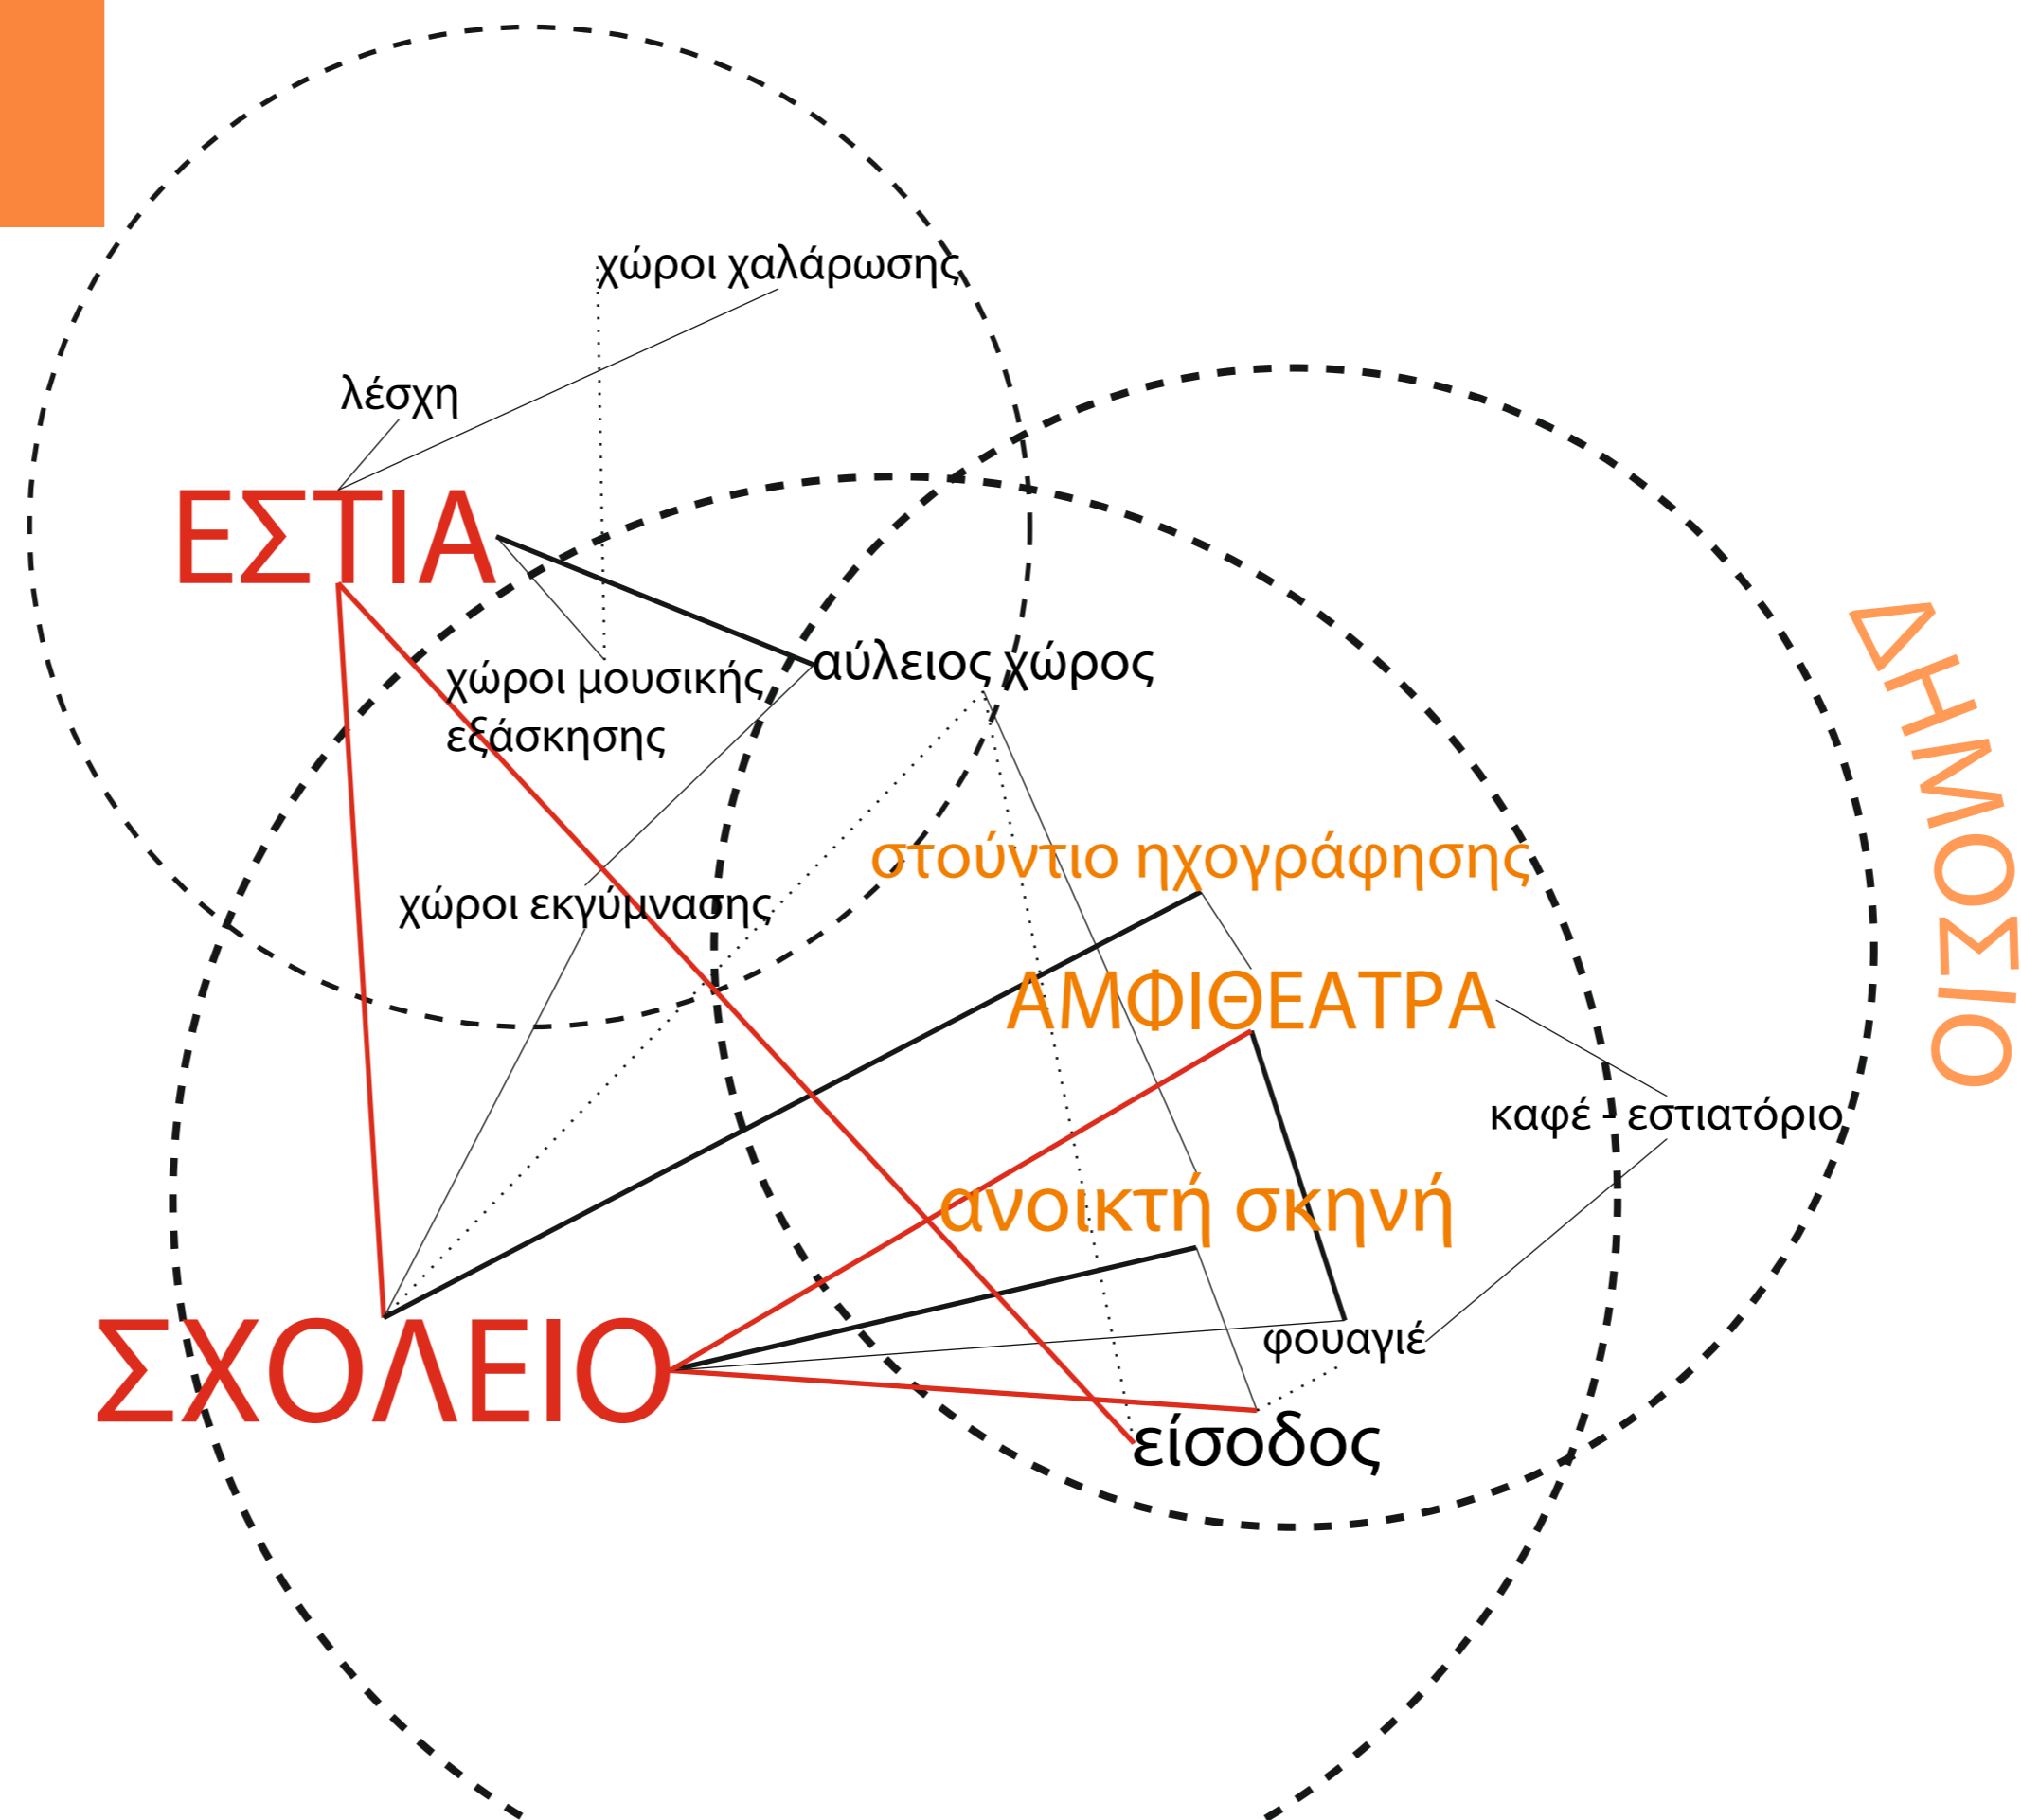 χώροι χαλάρωσης
λέσχη
ΕΣΤΙΑ
αύλειος χώρος
χώροι μουσικής
εξάσκησης
στούντιο ηχογράφησης
χώροι εκγύμνασης
ΑΜΦΙΘΕΑΤΡΑ
καφέ - εστιατόριο
ανοικτή σκηνή
φουαγιέ
ΣΧΟΛΕΙΟ
είσοδος
ΔΗΜΟΣΙΟ